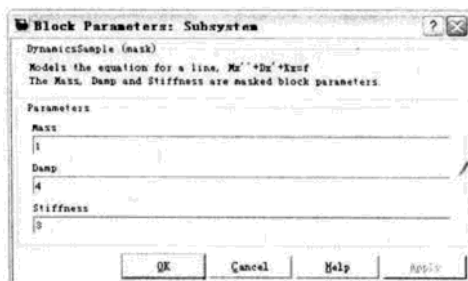 Block Parameters: Subsystem
DynamicsSample (mask)
Models the equation for a line, Mx''+Dx'+Kx=f
The Mass, Damp and Stiffness are masked block parameters.
Parameters
Mass
1
Damp
4
Stiffness
3
OK Cancel Help Apply